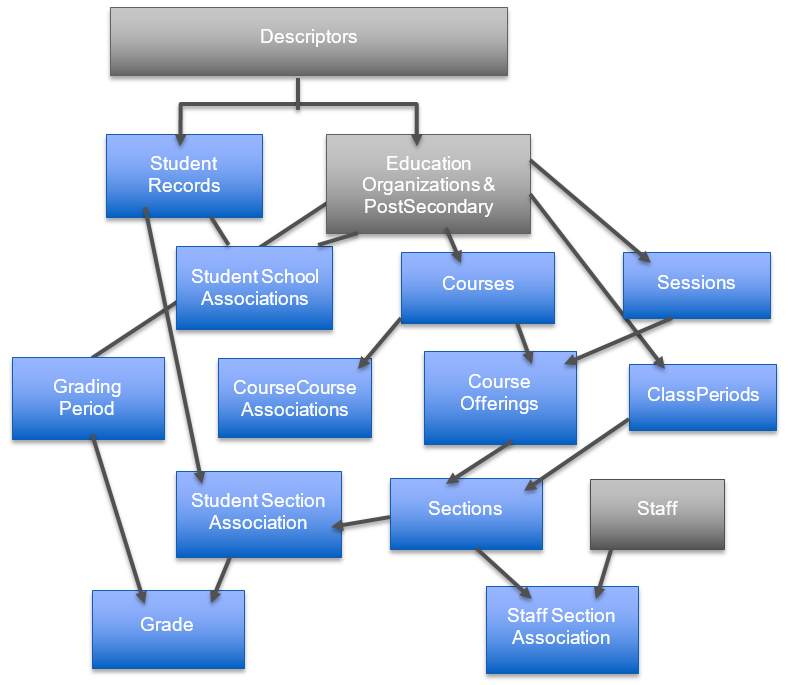 Descriptors
Student
Records
Education
Organizations &
PostSecondary
Student School
Associations
Courses
Sessions
Grading
Period
CourseCourse
Associations
Course
Offerings
ClassPeriods
Student Section
Association
Sections
Staff
Grade
Staff Section
Association